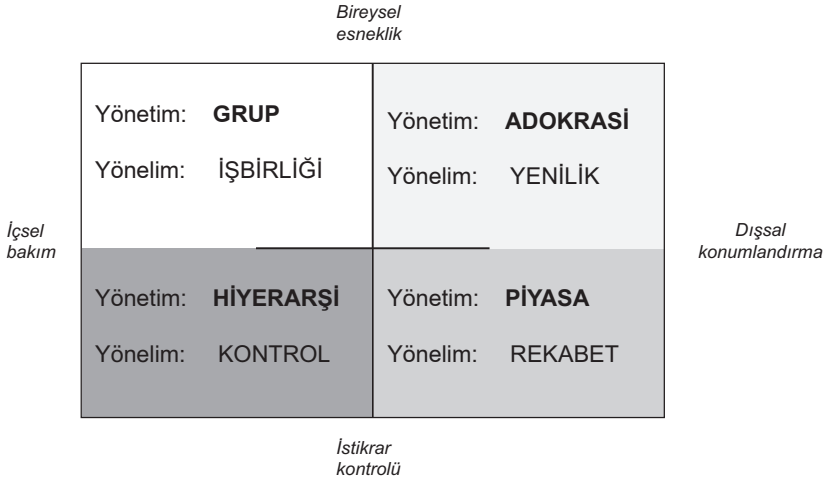 Bireysel
esneklik
Yönetim: GRUP
Yönelim: İŞBİRLİĞİ
Yönetim: ADOKRASİ
Yönelim: YENİLİK
İçsel
bakım
Dışsal
konumlandırma
Yönetim: HİYERARŞİ
Yönelim: KONTROL
Yönetim: PİYASA
Yönelim: REKABET
İstikrar
kontrolü